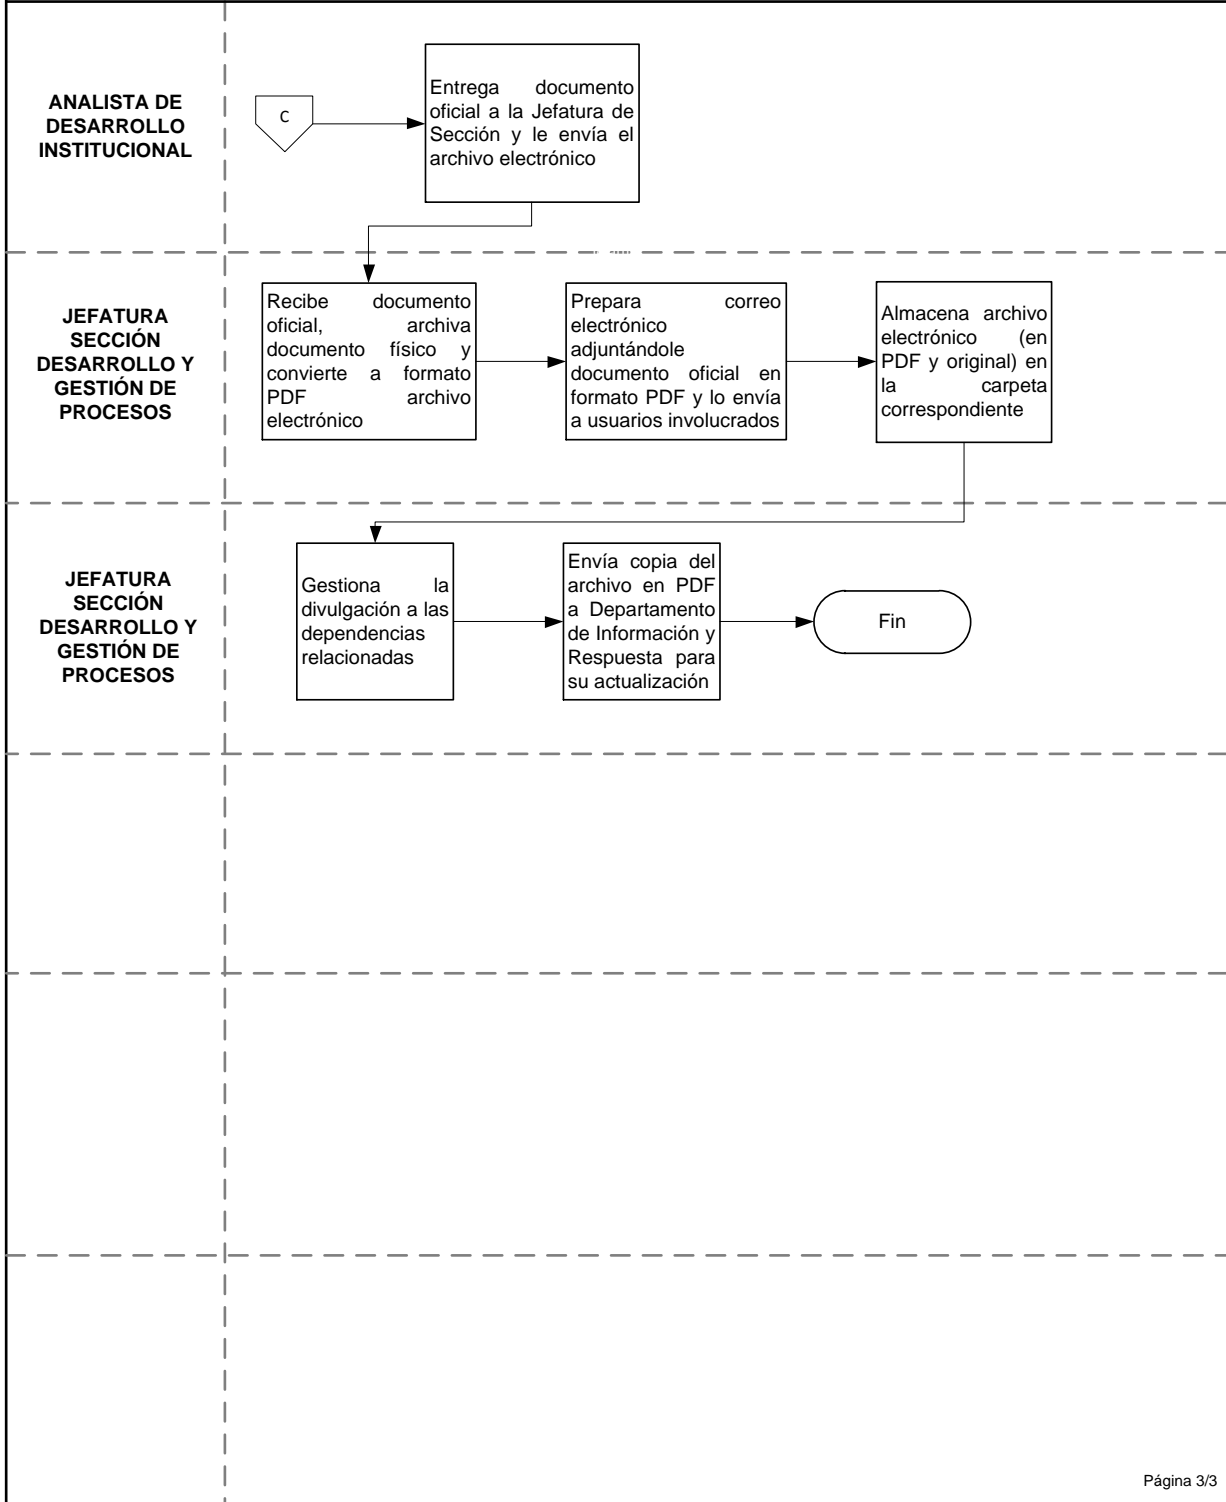 ANALISTA DE
DESARROLLO
INSTITUCIONAL
C
Entrega documento
oficial a la Jefatura de
Sección y le envía el
archivo electrónico
JEFATURA
SECCIÓN
DESARROLLO Y
GESTIÓN DE
PROCESOS
Recibe documento
oficial, archiva
documento físico y
convierte a formato
PDF archivo
electrónico
Prepara correo
electrónico
adjuntándole
documento oficial en
formato PDF y lo envía
a usuarios involucrados
Almacena archivo
electrónico (en
PDF y original) en
la carpeta
correspondiente
JEFATURA
SECCIÓN
DESARROLLO Y
GESTIÓN DE
PROCESOS
Gestiona la
divulgación a las
dependencias
relacionadas
Envía copia del
archivo en PDF
a Departamento
de Información y
Respuesta para
su actualización
Fin
Página 3/3